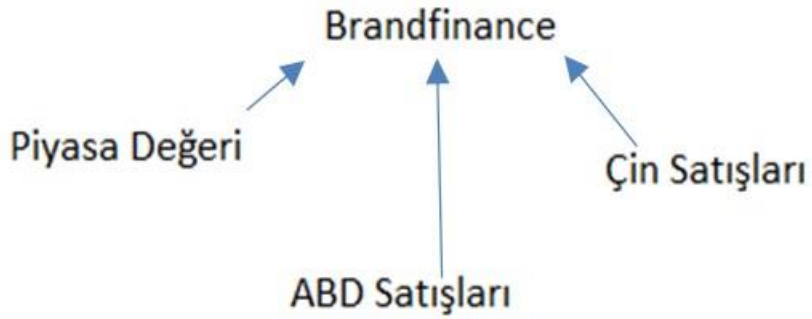 Brandfinance
Piyasa Değeri
Çin Satışları
ABD Satışları